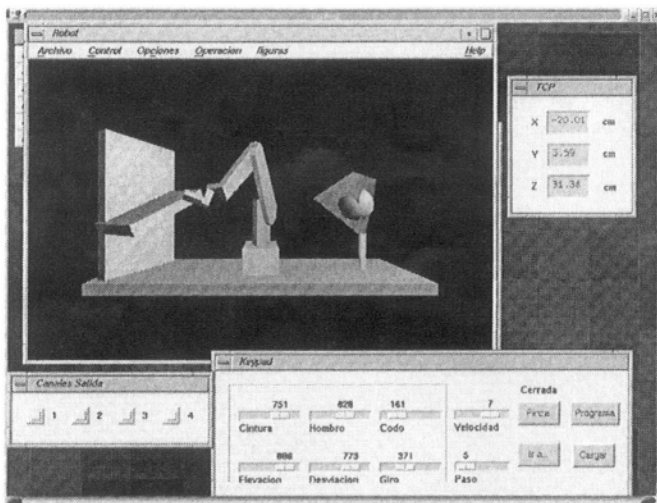 Robot
Archivo Control Opciones Operacion figuras Help
TCP
X -20.01 cm
Y 3.59 cm
Z 31.38 cm
Canales Salida
1 2 3 4
Keypad
751 828 161 7
Cintura Hombro Codo Velocidad
886 773 371 5
Elevacion Desviacion Giro Paso
Cerrada
Pinza Programa
Ir a.. Cargar